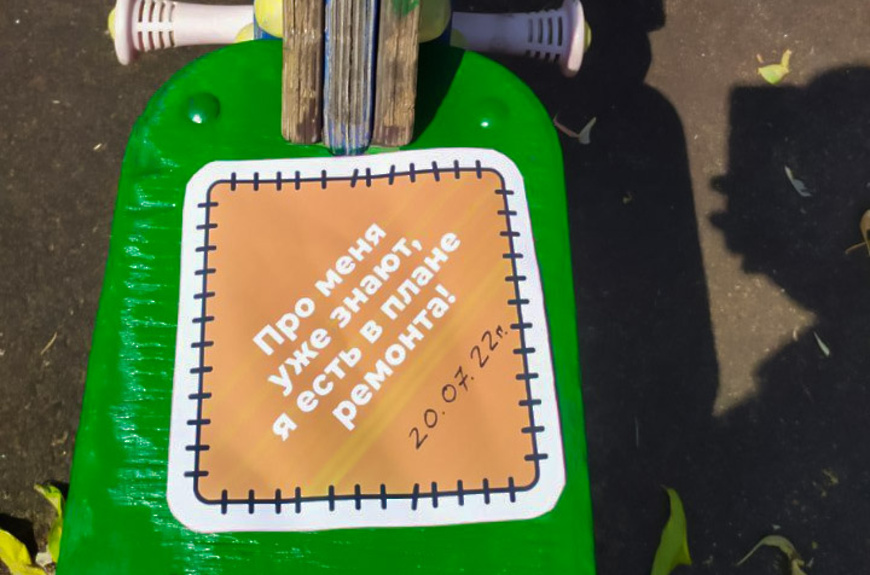 Про меня
уже знают,
я есть в плане
ремонта!
20.07.22г.